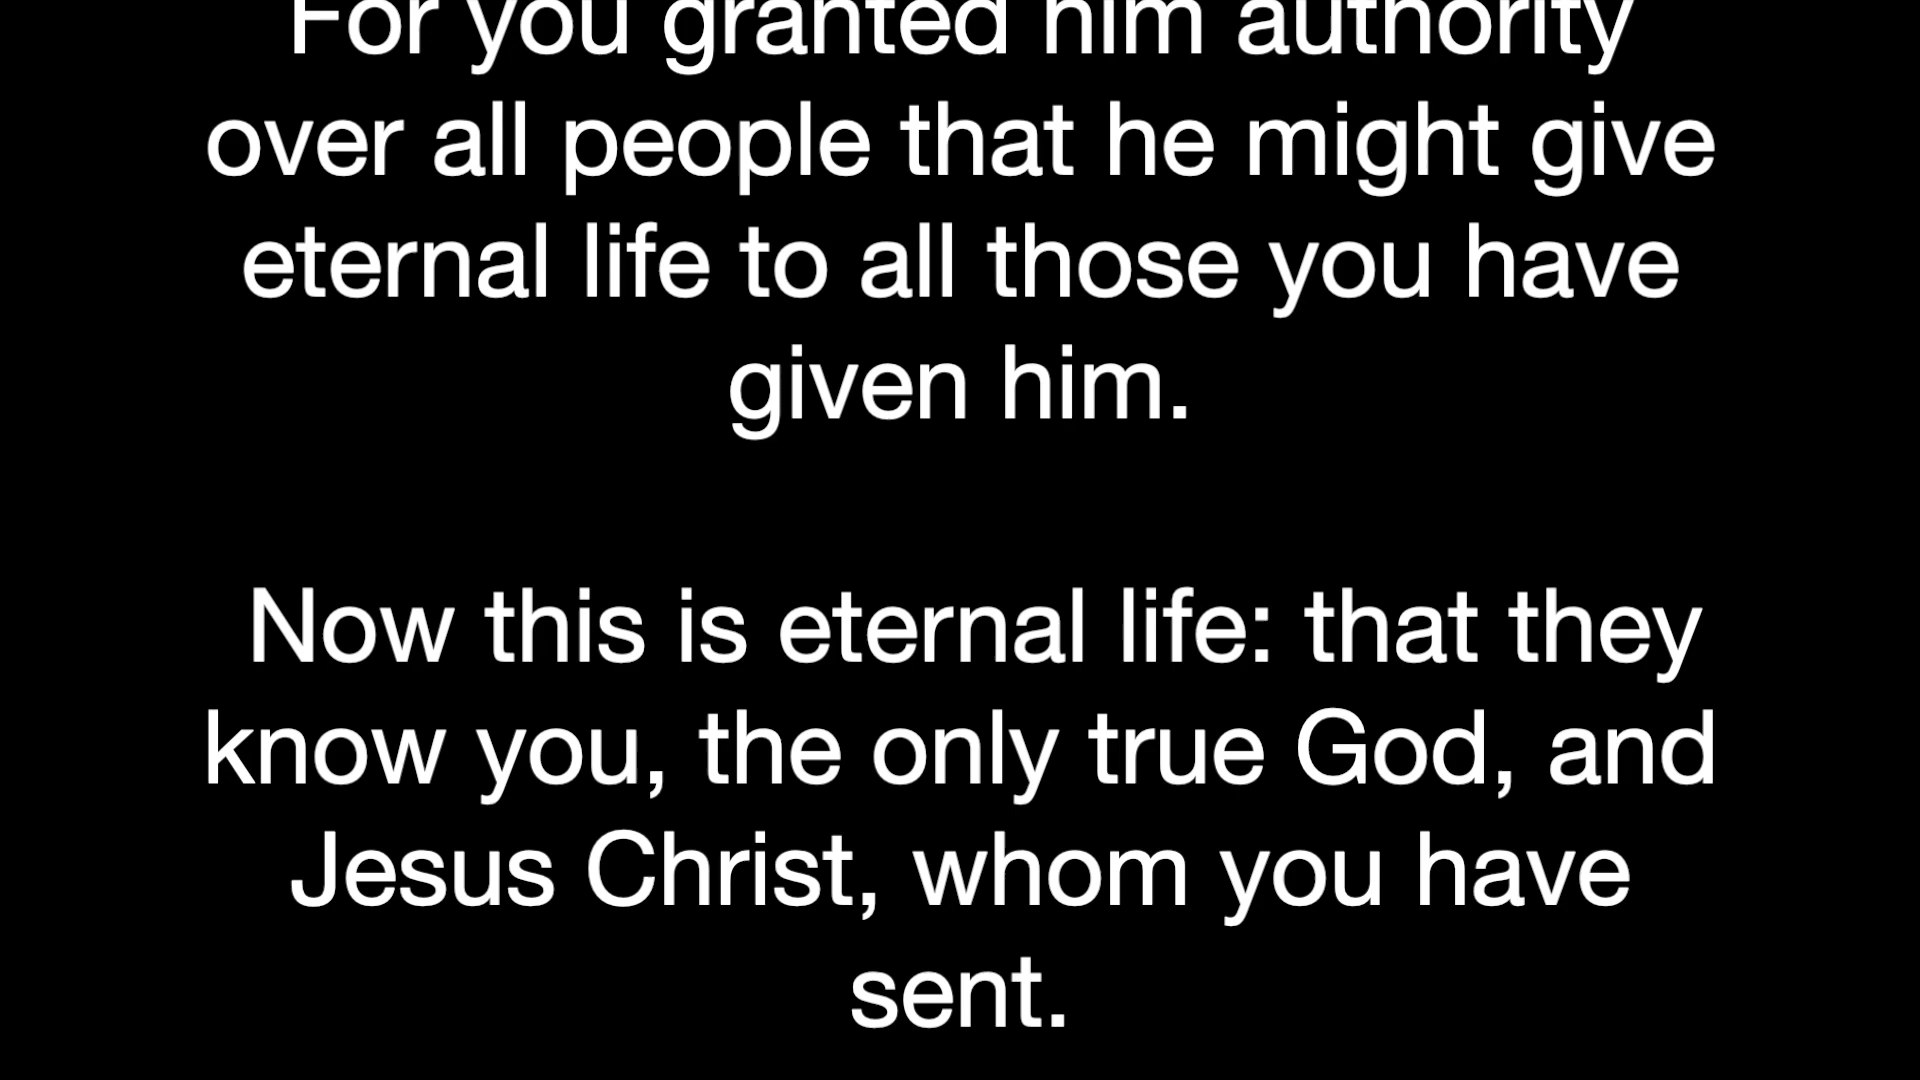 For you granted him authority
over all people that he might give
eternal life to all those you have
given him.
Now this is eternal life: that they
know you, the only true God, and
Jesus Christ, whom you have
sent.